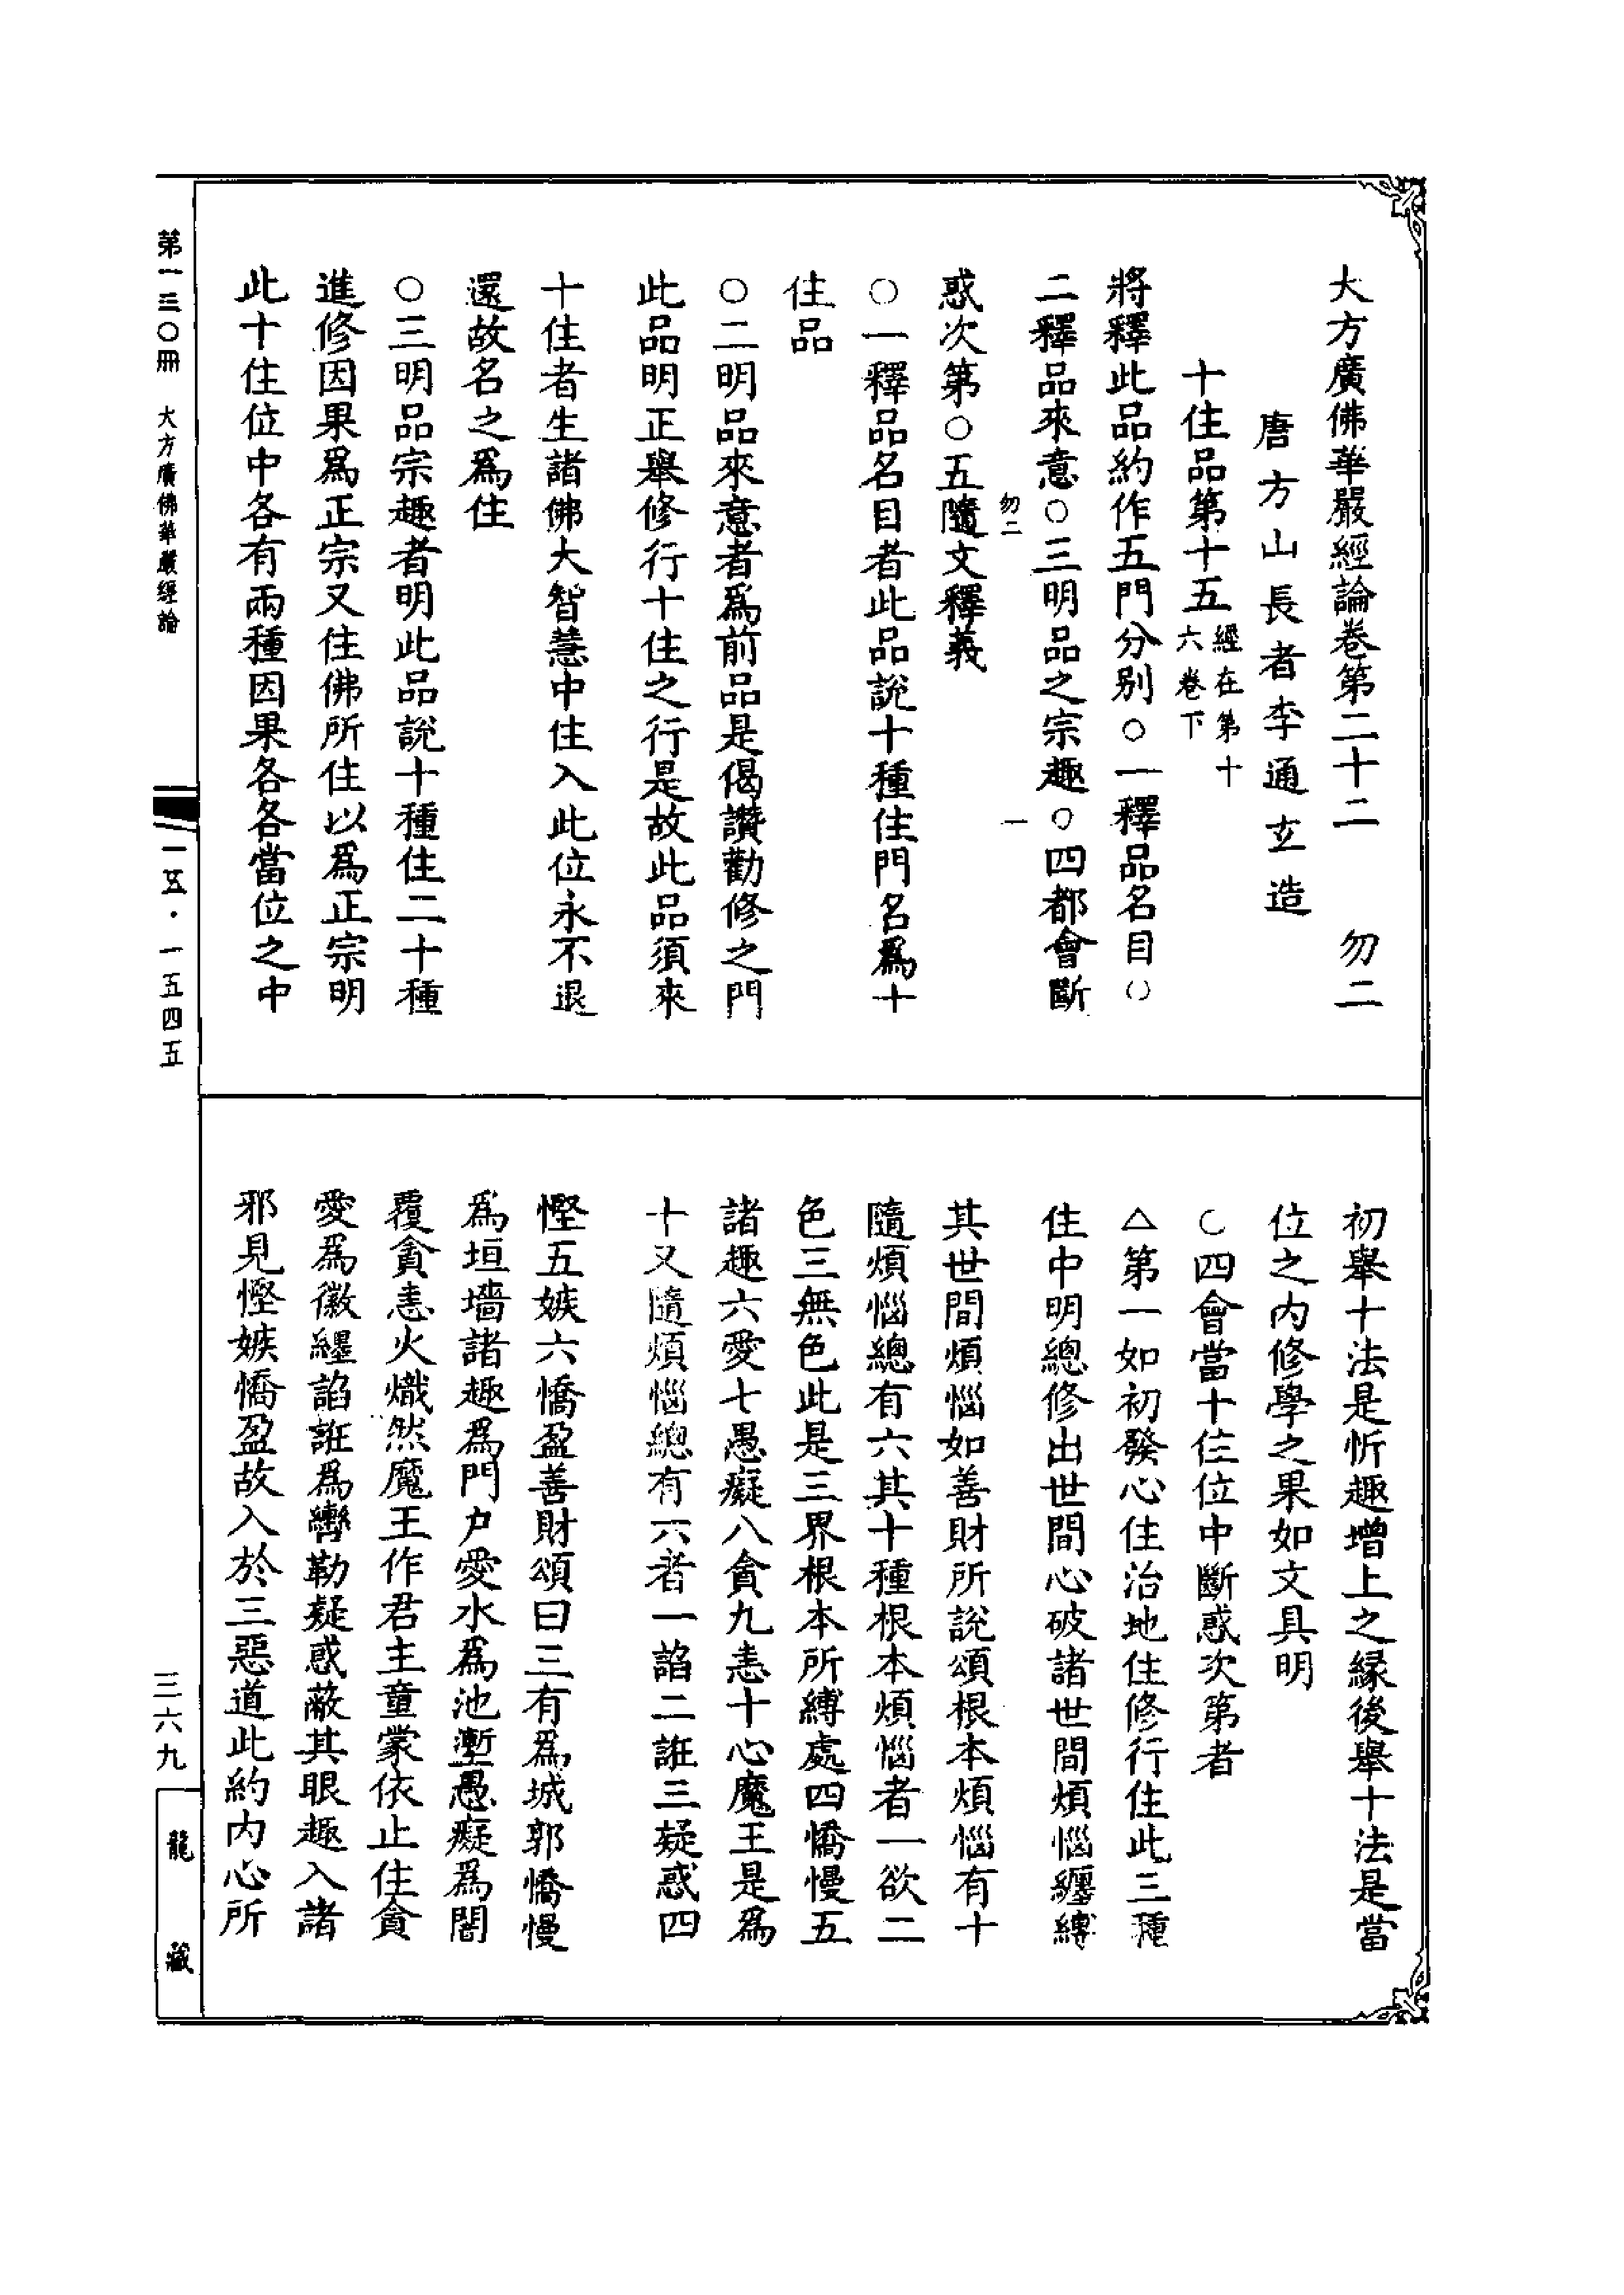 大方廣佛華嚴經論卷第二十二　勿二
唐方山長者李通玄造
十住品第十五經在第十六卷下
將釋此品約作五門分別○一釋品名目○
二釋品來意○三明品之宗趣○四都會斷
勿二　一
惑次第○五隨文釋義
○一釋品名目者此品說十種住門名爲十
住品
○二明品來意者爲前品是偈讚勸修之門
此品明正舉修行十住之行是故此品須來
十住者生諸佛大智慧中住入此位永不退
還故名之爲住
○三明品宗趣者明此品說十種住二十種
進修因果爲正宗又住佛所住以爲正宗明
此十住位中各有兩種因果各各當位之中
初舉十法是忻趣增上之緣後舉十法是當
位之內修學之果如文具明
○四會當十住位中斷惑次第者
△第一如初發心住治地住修行住此三種
住中明總修出世間心破諸世間煩惱纏縛
其世間煩惱如善財所說頌根本煩惱有十
隨煩惱總有六其十種根本煩惱者一欲二
色三無色此是三界根本所縛處四憍慢五
諸趣六愛七愚癡八貪九恚十心魔王是爲
十又隨煩惱總有六者一諂二誑三疑惑四
慳五嫉六憍盈善財頌曰三有爲城郭憍慢
爲垣墻諸趣爲門戶愛水爲池塹愚癡爲闇
覆貪恚火熾然魔王作君主童蒙依止住貪
愛爲徽纏諂誑爲轡勒疑惑蔽其眼趣入諸
邪見慳嫉憍盈故入於三惡道此約內心所
第一三〇冊　大方廣佛華嚴經論
一五·一五四五
三六九
龍藏